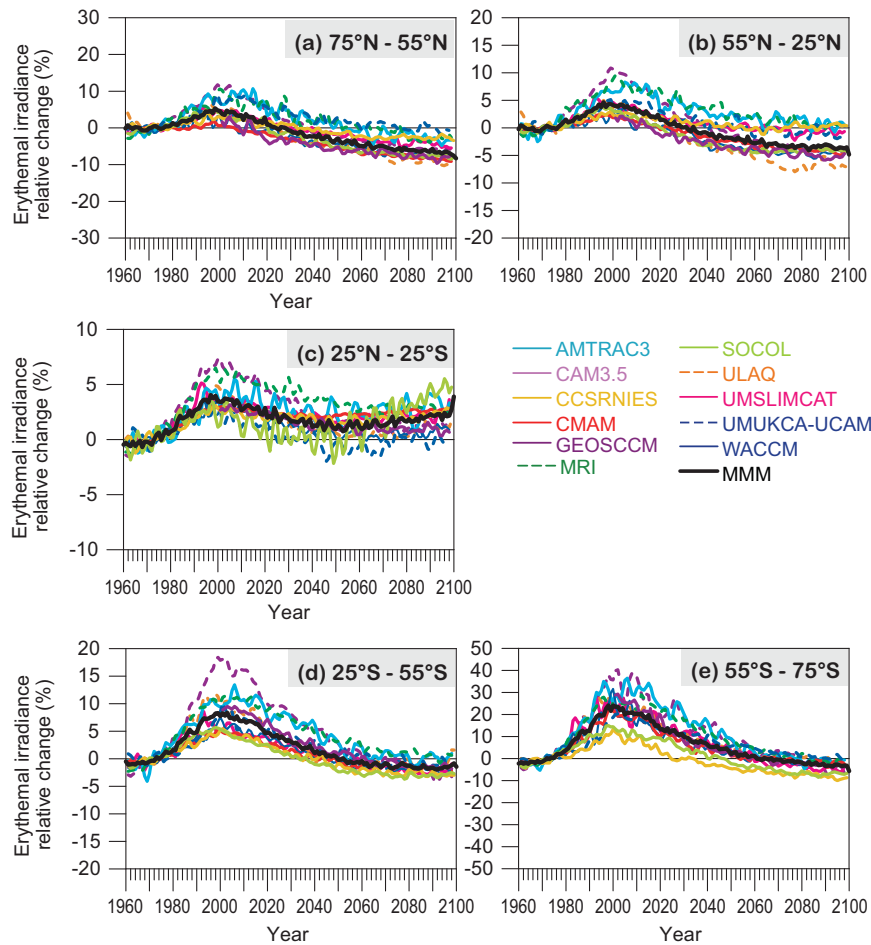 (a) 75°N - 55°N
Erythemal irradiance
relative change (%)
30
20
10
0
-10
-20
-30
1960 1980 2000 2020 2040 2060 2080 2100
Year
(b) 55°N - 25°N
20
15
10
5
0
-5
-10
-15
-20
1960 1980 2000 2020 2040 2060 2080 2100
(c) 25°N - 25°S
Erythemal irradiance
relative change (%)
10
5
0
-5
-10
1960 1980 2000 2020 2040 2060 2080 2100
Year
AMTRAC3
CAM3.5
CCSRNIES
CMAM
GEOSCCM
MRI
SOCOL
ULAQ
UMSLIMCAT
UMUKCA-UCAM
WACCM
MMM
(d) 25°S - 55°S
Erythemal irradiance
relative change (%)
20
15
10
5
0
-5
-10
-15
-20
1960 1980 2000 2020 2040 2060 2080 2100
(e) 55°S - 75°S
50
40
30
20
10
0
-10
-20
-30
-40
-50
1960 1980 2000 2020 2040 2060 2080 2100